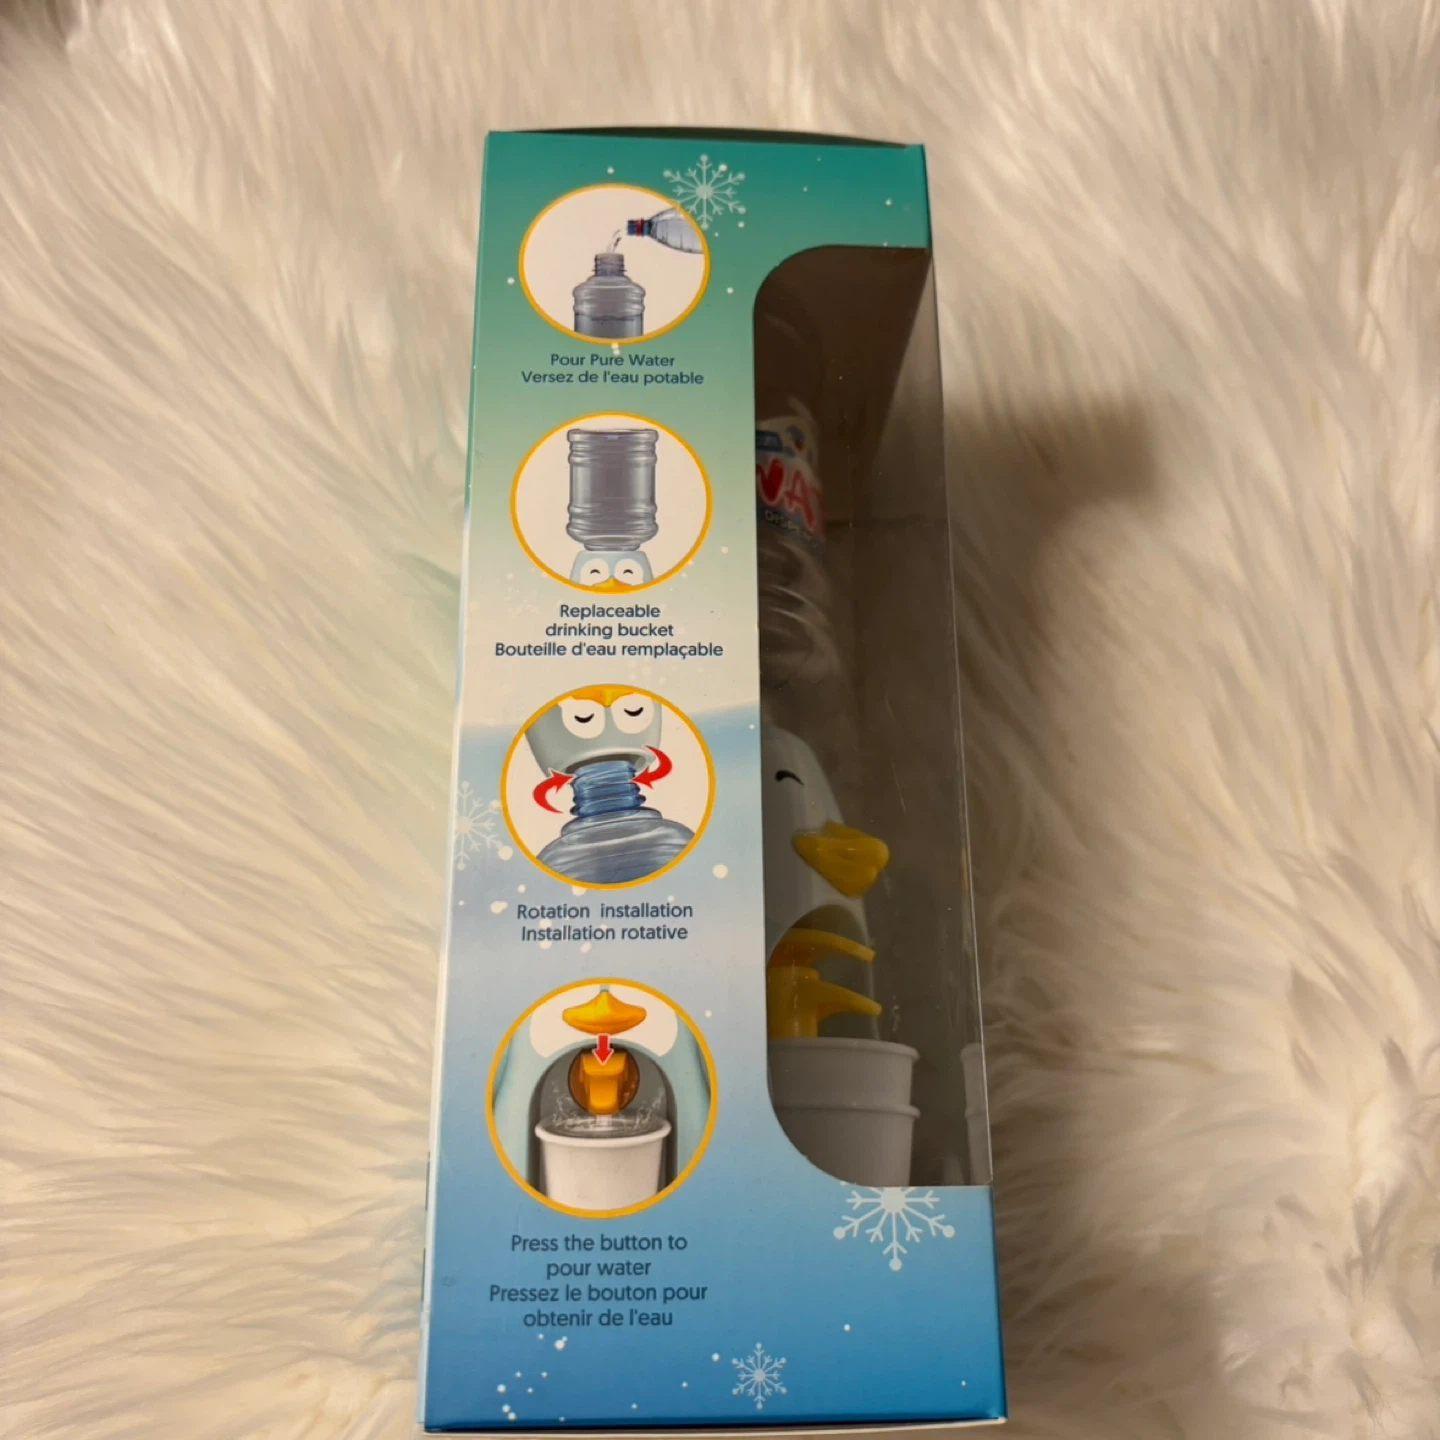 Pour Pure Water
Versez de l'eau potable
Replaceable
drinking bucket
Bouteille d'eau remplaçable
Rotation installation
Installation rotative
Press the button to
pour water
Pressez le bouton pour
obtenir de l'eau